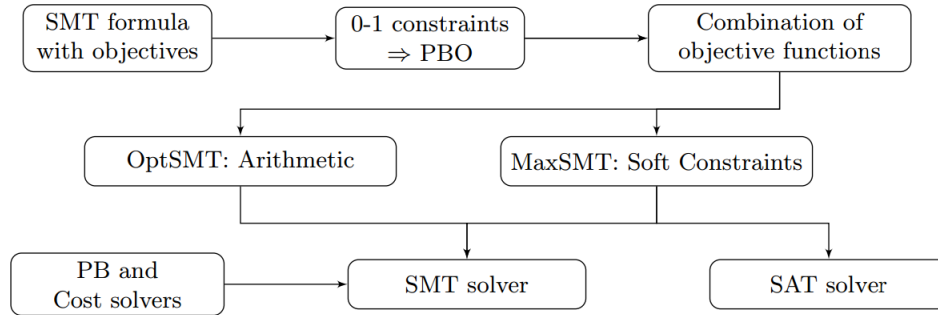 SMT formula
with objectives
0-1 constraints
⇒ PBO
Combination of
objective functions
OptSMT: Arithmetic
MaxSMT: Soft Constraints
PB and
Cost solvers
SMT solver
SAT solver